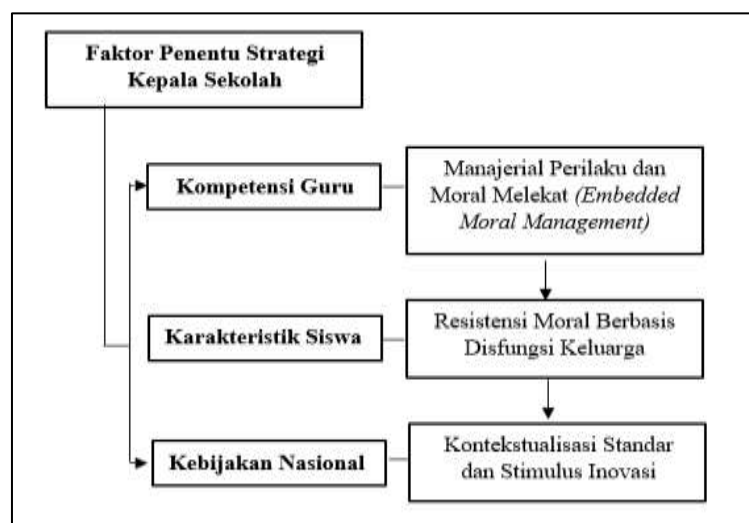 Faktor Penentu Strategi
Kepala Sekolah
Kompetensi Guru
Manajerial Perilaku dan
Moral Melekat (Embedded
Moral Management)
Karakteristik Siswa
Resistensi Moral Berbasis
Disfungsi Keluarga
Kebijakan Nasional
Kontekstualisasi Standar
dan Stimulus Inovasi